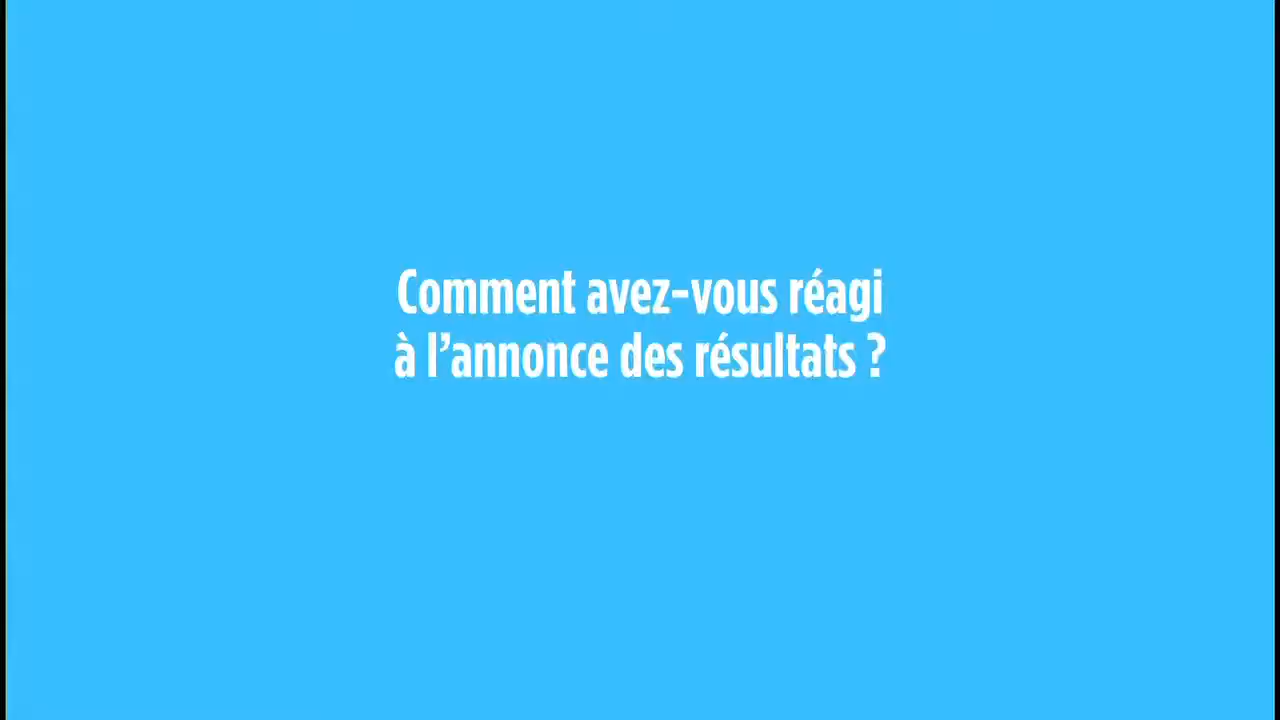 Comment avez-vous réagi
à l’annonce des résultats ?